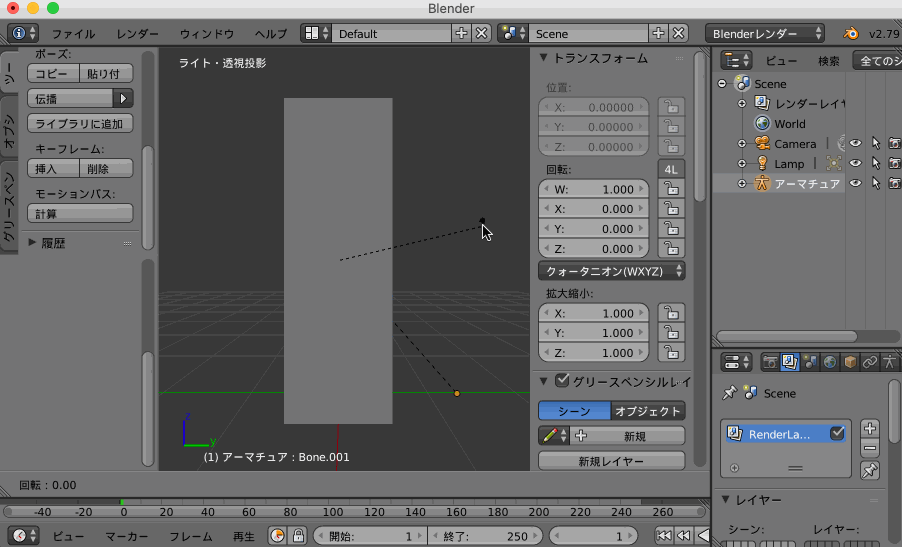 Blender
ファイル レンダー ウィンドウ ヘルプ Default Scene Blenderレンダー v2.79
ポーズ:
コピー 貼り付
伝播
ライブラリに追加
キーフレーム:
挿入 削除
モーションパス:
計算
履歴
ツー
オプシ
グリースペン
ライト・透視投影
z
y
(1) アーマチュア : Bone.001
トランスフォーム
位置:
X: 0.00000
Y: 0.00000
Z: 0.00000
回転: 4L
W: 1.000
X: 0.000
Y: 0.000
Z: 0.000
クォータニオン(WXYZ)
拡大縮小:
X: 1.000
Y: 1.000
Z: 1.000
グリースペンシルレイ
シーン オブジェクト
新規
新規レイヤー
ビュー 検索 全てのシ
Scene
レンダーレイヤ
World
Camera
Lamp
アーマチュア
Scene
RenderLa...
レイヤー
シーン: レイヤー:
回転 : 0.00
-40 -20 0 20 40 60 80 100 120 140 160 180 200 220 240 260
ビュー マーカー フレーム 再生 開始: 1 終了: 250 1